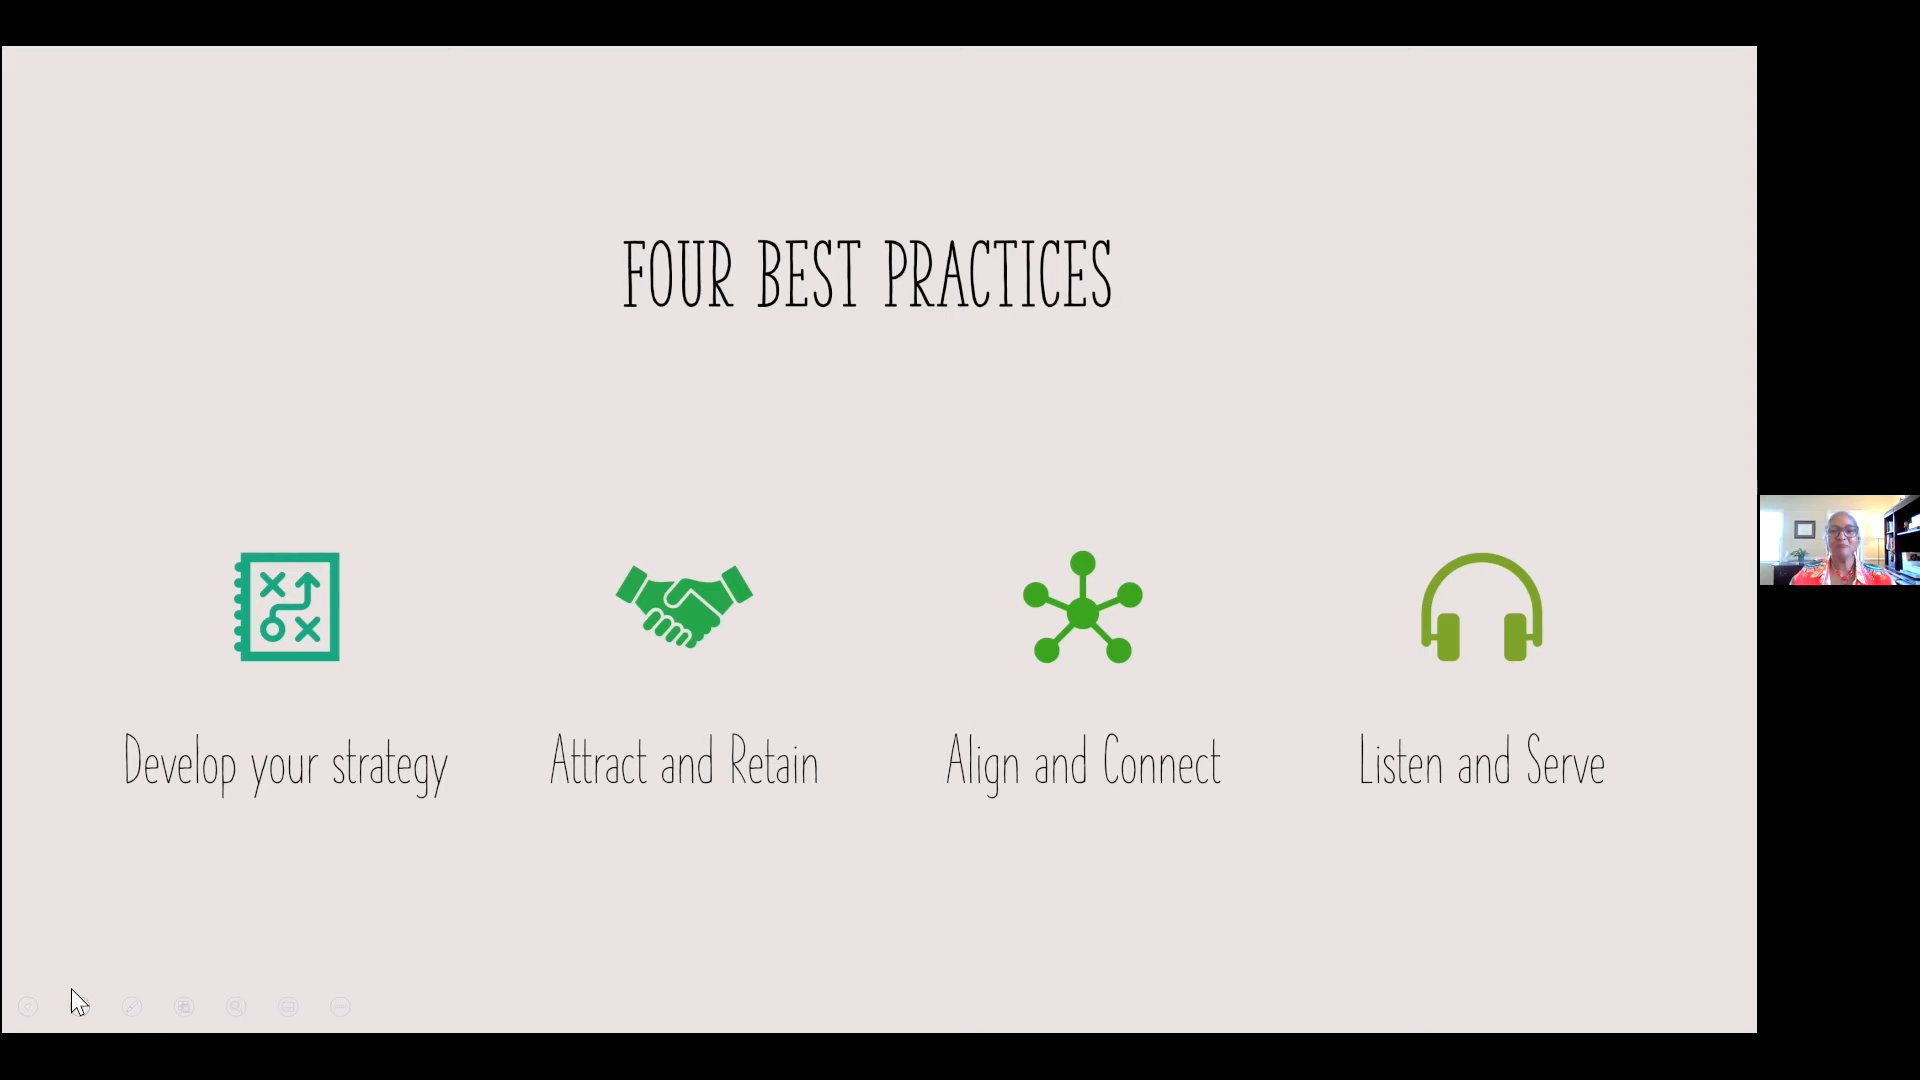 FOUR BEST PRACTICES
Develop your strategy
Attract and Retain
Align and Connect
Listen and Serve